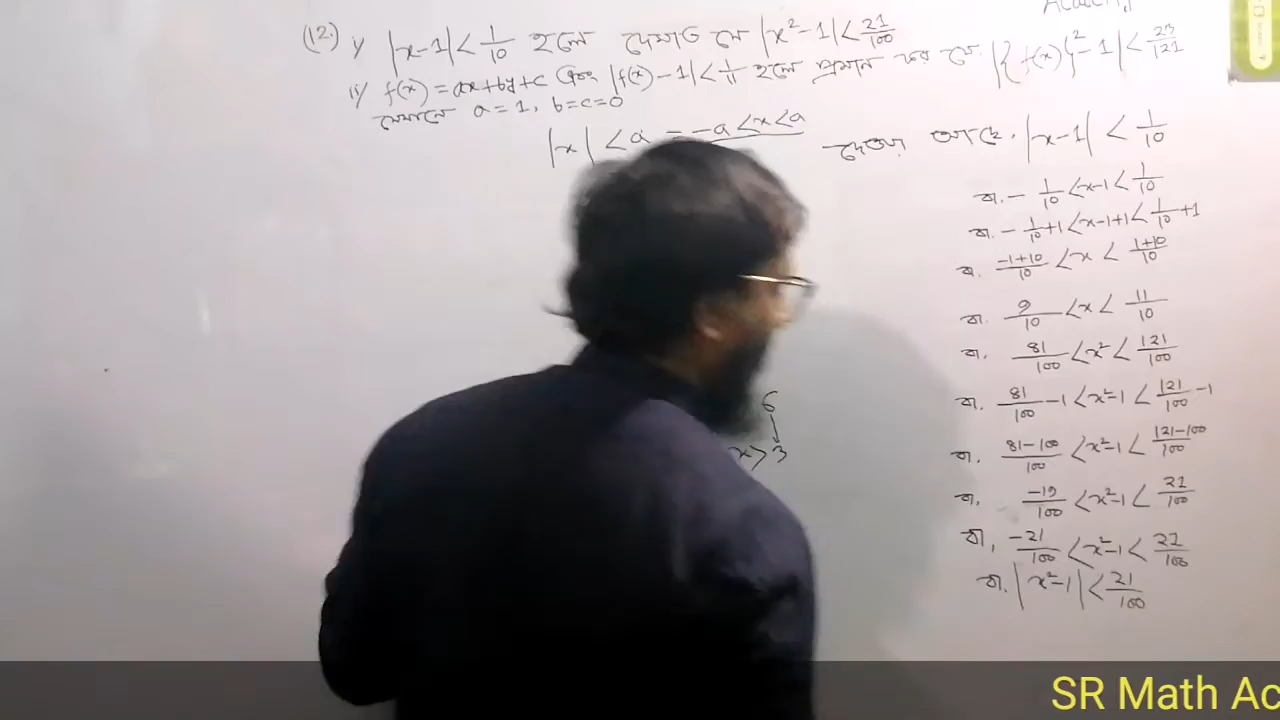 Academy
(12.) i) |x-1| < 1/10 হলে দেখাও যে |x²-1| < 21/100
ii) f(x) = ax+by+c এবং |f(x)-1| < 1/11 হলে প্রমাণ কর যে |{f(x)}²-1| < 23/121
যেখানে a = 1, b = c = 0
|x| < a = -a < x < a
দেওয়া আছে, |x-1| < 1/10
বা, - 1/10 < x-1 < 1/10
বা, - 1/10 +1 < x-1+1 < 1/10 +1
বা, -1+10/10 < x < 1+10/10
বা, 9/10 < x < 11/10
বা, 81/100 < x² < 121/100
বা, 81/100 -1 < x²-1 < 121/100 -1
বা, 81-100/100 < x²-1 < 121-100/100
বা, -19/100 < x²-1 < 21/100
বা, -21/100 < x²-1 < 21/100
বা, |x²-1| < 21/100
6
x > 3
SR Math Ac